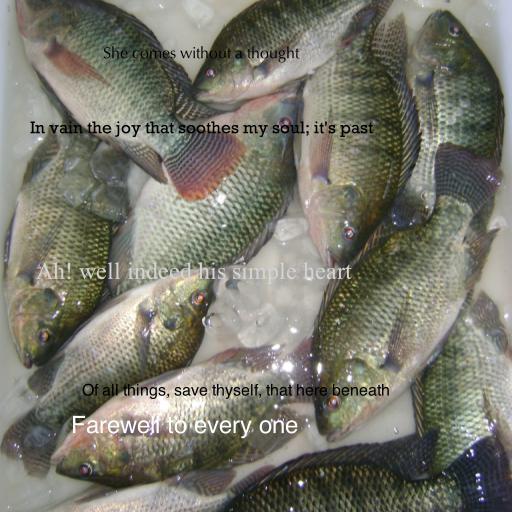 She comes without a thought
In vain the joy that soothes my soul; it's past
Ah! well indeed his simple heart
Of all things, save thyself, that here beneath
Farewell to every one